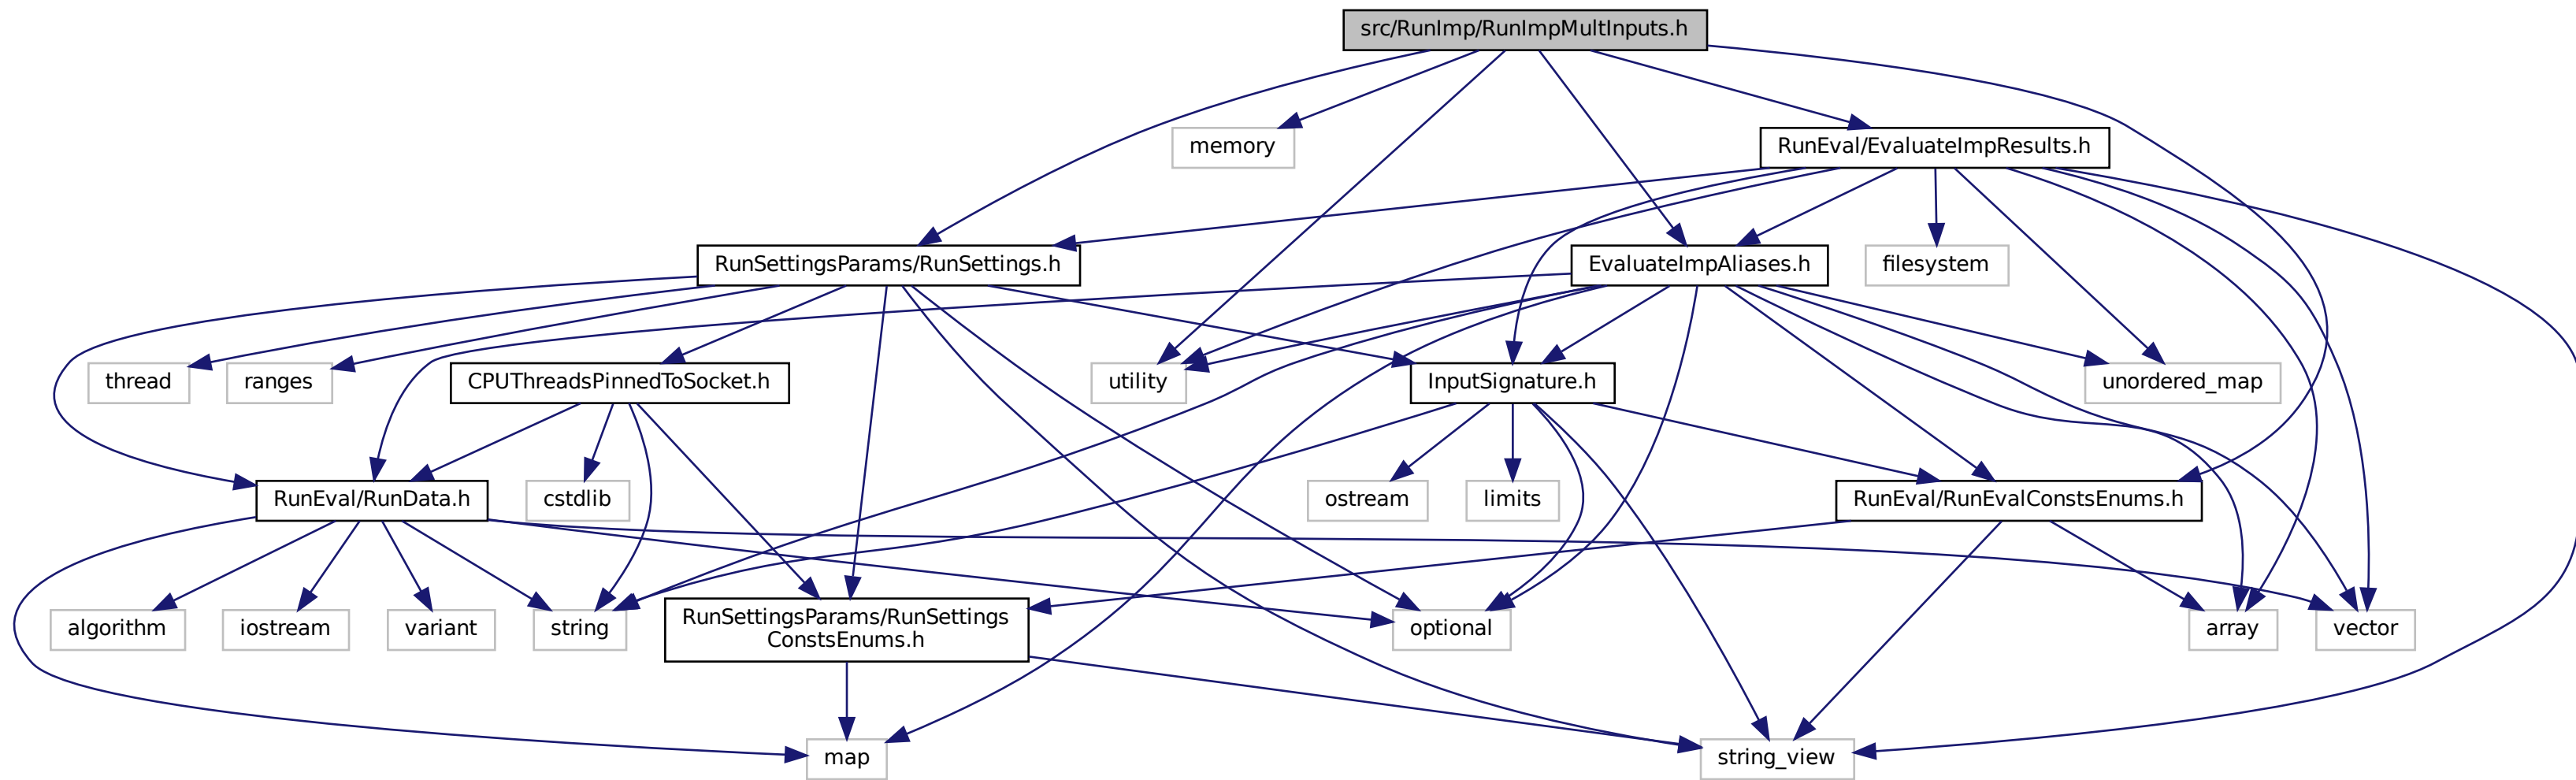 src/RunImp/RunImpMultInputs.h
memory
RunEval/EvaluateImpResults.h
RunSettingsParams/RunSettings.h
EvaluateImpAliases.h
filesystem
thread
ranges
CPUThreadsPinnedToSocket.h
utility
InputSignature.h
unordered_map
RunEval/RunData.h
cstdlib
ostream
limits
RunEval/RunEvalConstsEnums.h
algorithm
iostream
variant
string
RunSettingsParams/RunSettings
ConstsEnums.h
optional
array
vector
map
string_view